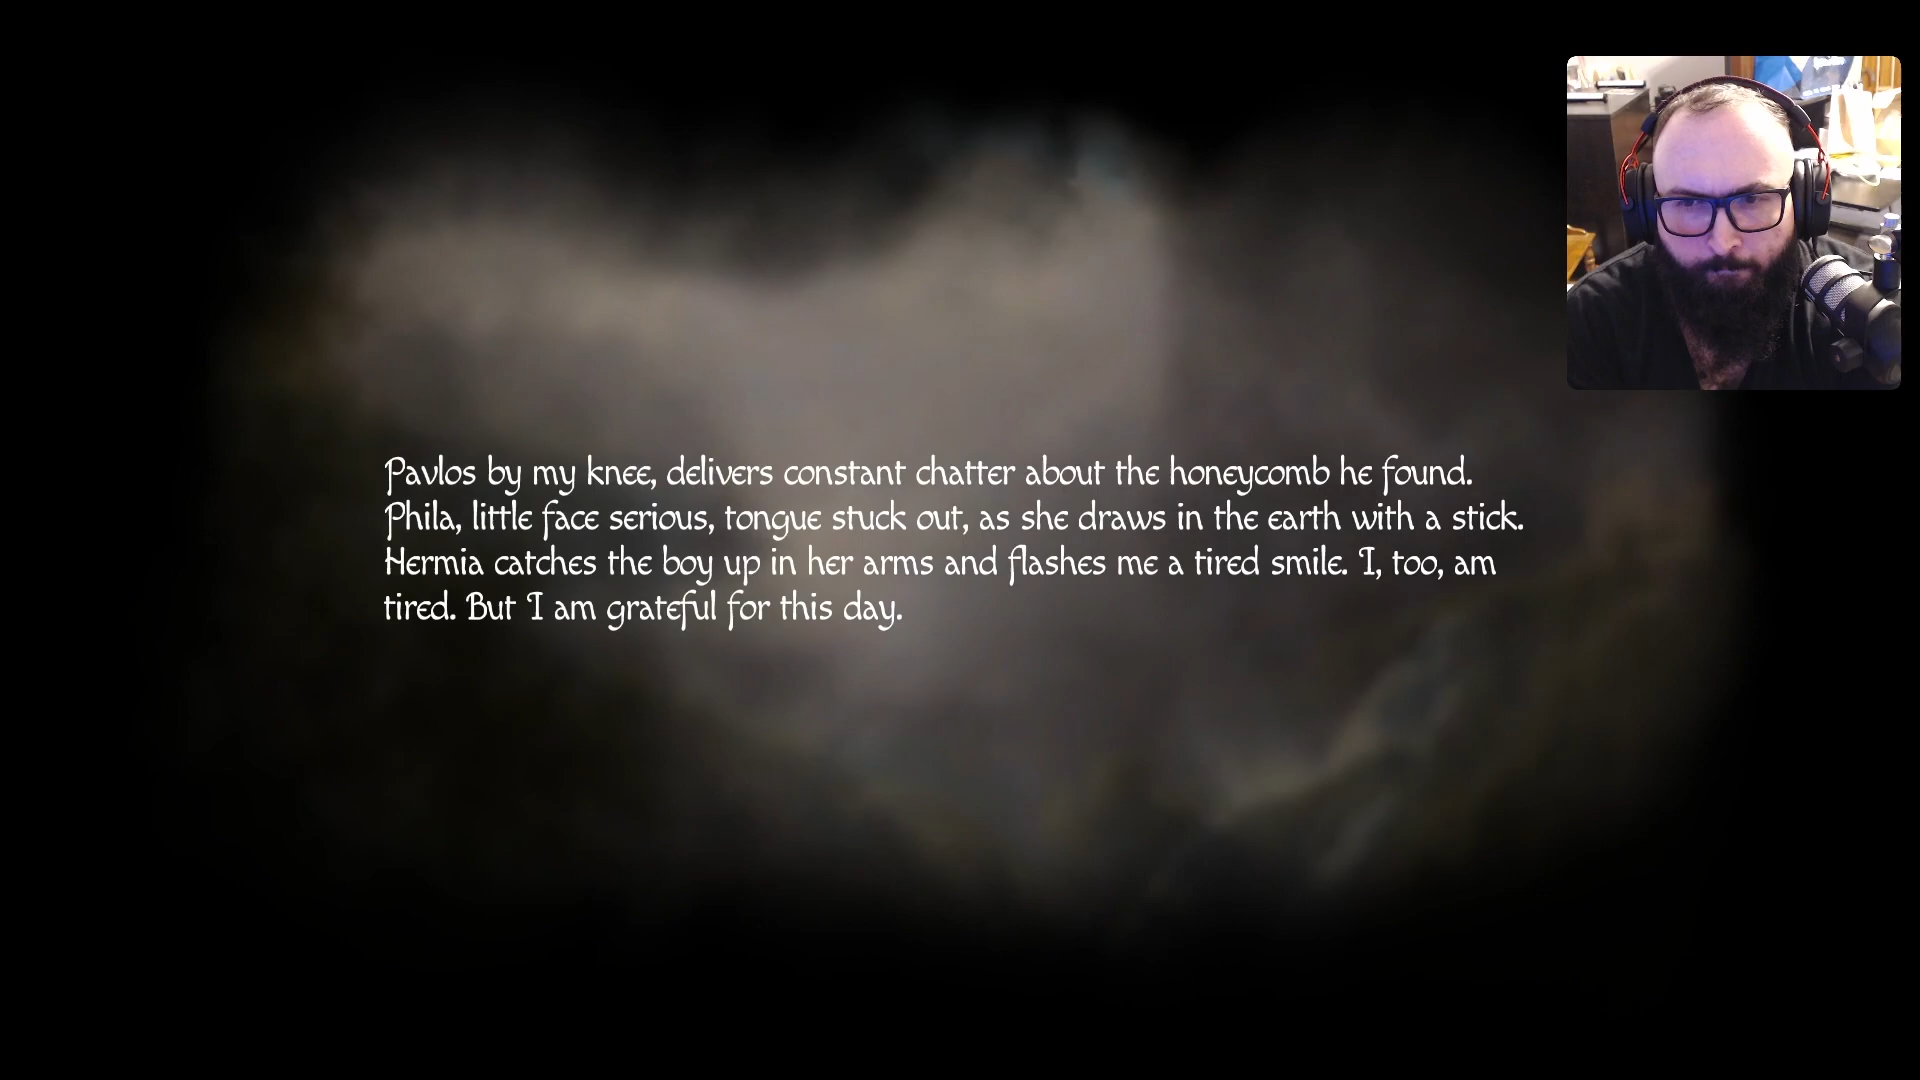 Pavlos by my knee, delivers constant chatter about the honeycomb he found.
Phila, little face serious, tongue stuck out, as she draws in the earth with a stick.
Hermia catches the boy up in her arms and flashes me a tired smile. I, too, am
tired. But I am grateful for this day.